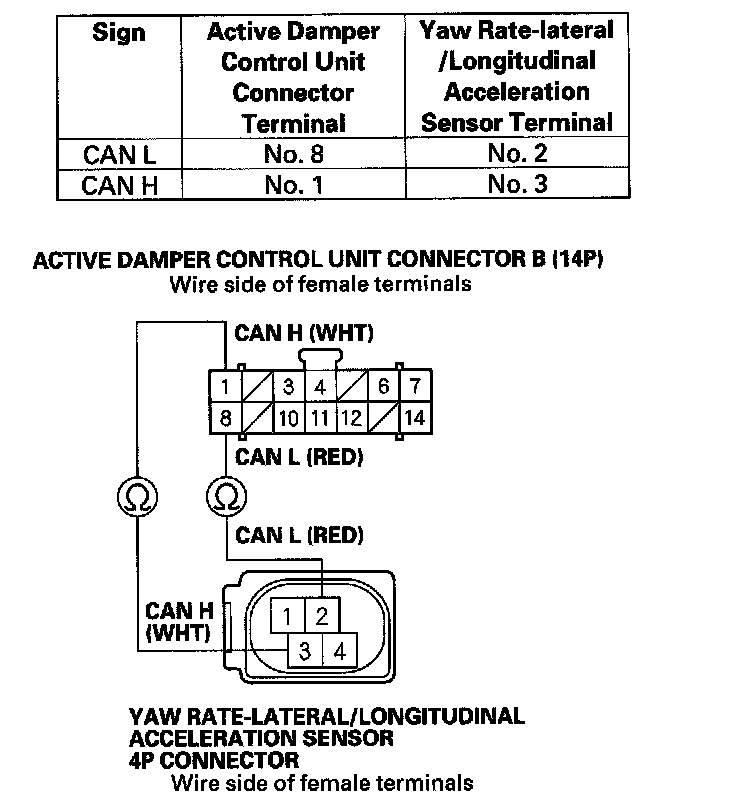 Sign Active Damper Control Unit Connector Terminal Yaw Rate-lateral /Longitudinal Acceleration Sensor Terminal
CAN L No. 8 No. 2
CAN H No. 1 No. 3
ACTIVE DAMPER CONTROL UNIT CONNECTOR B (14P)
Wire side of female terminals
CAN H (WHT)
1 3 4 6 7
8 10 11 12 14
CAN L (RED)
Ω Ω
CAN L (RED)
CAN H
(WHT)
1 2
3 4
YAW RATE-LATERAL/LONGITUDINAL
ACCELERATION SENSOR
4P CONNECTOR
Wire side of female terminals